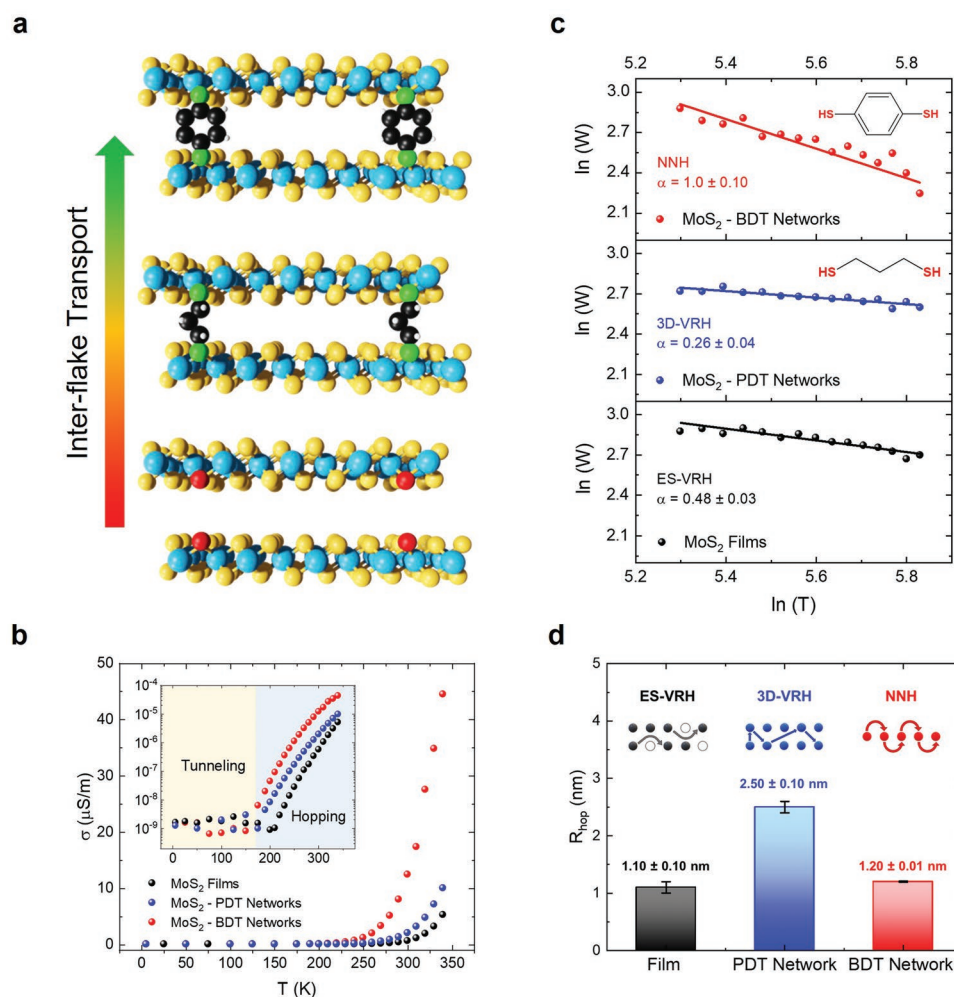 a
Inter-flake Transport
b
50
40
30
20
10
0
σ (µS/m)
10⁻⁴
10⁻⁵
10⁻⁶
10⁻⁷
10⁻⁸
10⁻⁹
Tunneling
Hopping
0 100 200 300
MoS₂ Films
MoS₂ - PDT Networks
MoS₂ - BDT Networks
0 50 100 150 200 250 300 350
T (K)
c
5.2 5.4 5.6 5.8
3.0
2.7
2.4
2.1
ln (W)
HS SH
NNH
α = 1.0 ± 0.10
MoS₂ - BDT Networks
3.0
2.7
2.4
2.1
ln (W)
HS SH
3D-VRH
α = 0.26 ± 0.04
MoS₂ - PDT Networks
3.0
2.7
2.4
2.1
ln (W)
ES-VRH
α = 0.48 ± 0.03
MoS₂ Films
5.2 5.4 5.6 5.8
ln (T)
d
5
4
3
2
1
0
R_hop (nm)
ES-VRH 3D-VRH NNH
2.50 ± 0.10 nm
1.10 ± 0.10 nm
1.20 ± 0.01 nm
Film PDT Network BDT Network